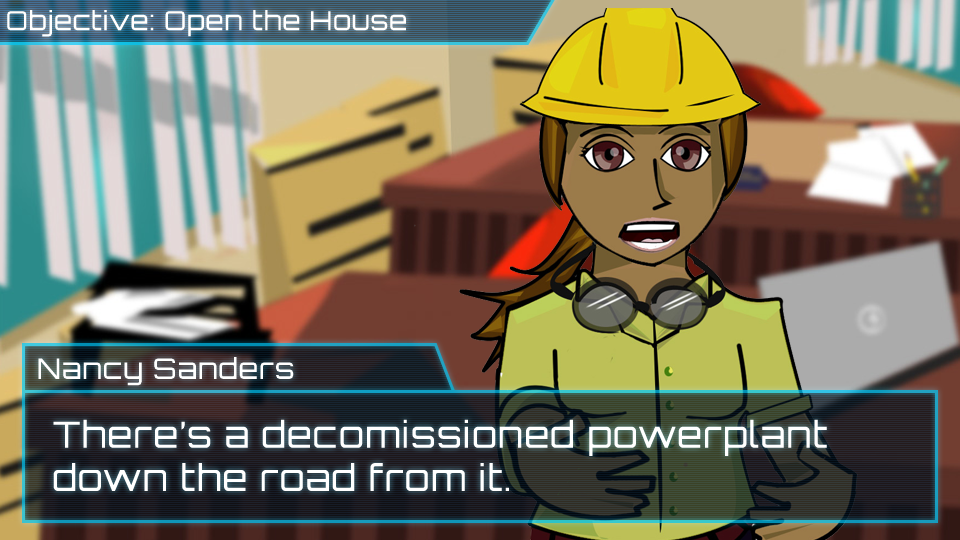 Objective: Open the House
Nancy Sanders
There's a decomissioned powerplant
down the road from it.